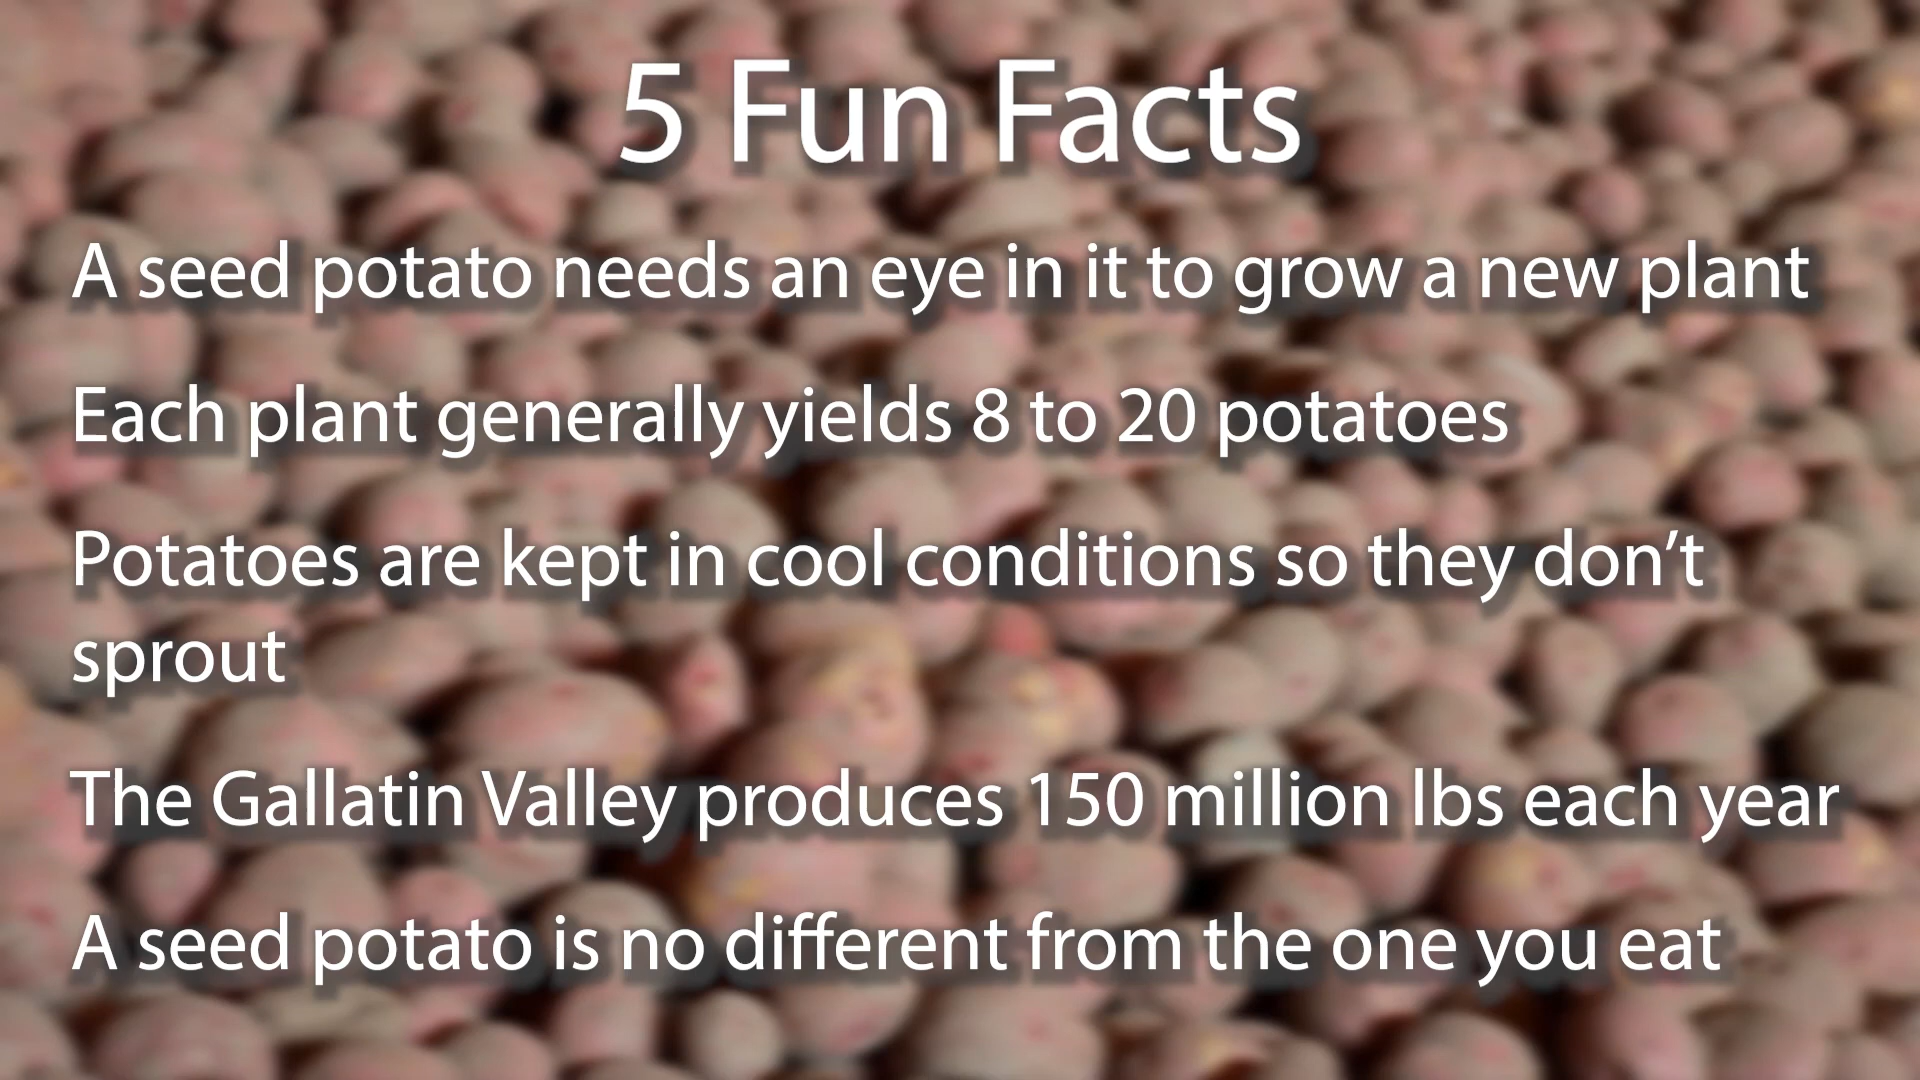 5 Fun Facts
A seed potato needs an eye in it to grow a new plant
Each plant generally yields 8 to 20 potatoes
Potatoes are kept in cool conditions so they don’t
sprout
The Gallatin Valley produces 150 million lbs each year
A seed potato is no different from the one you eat